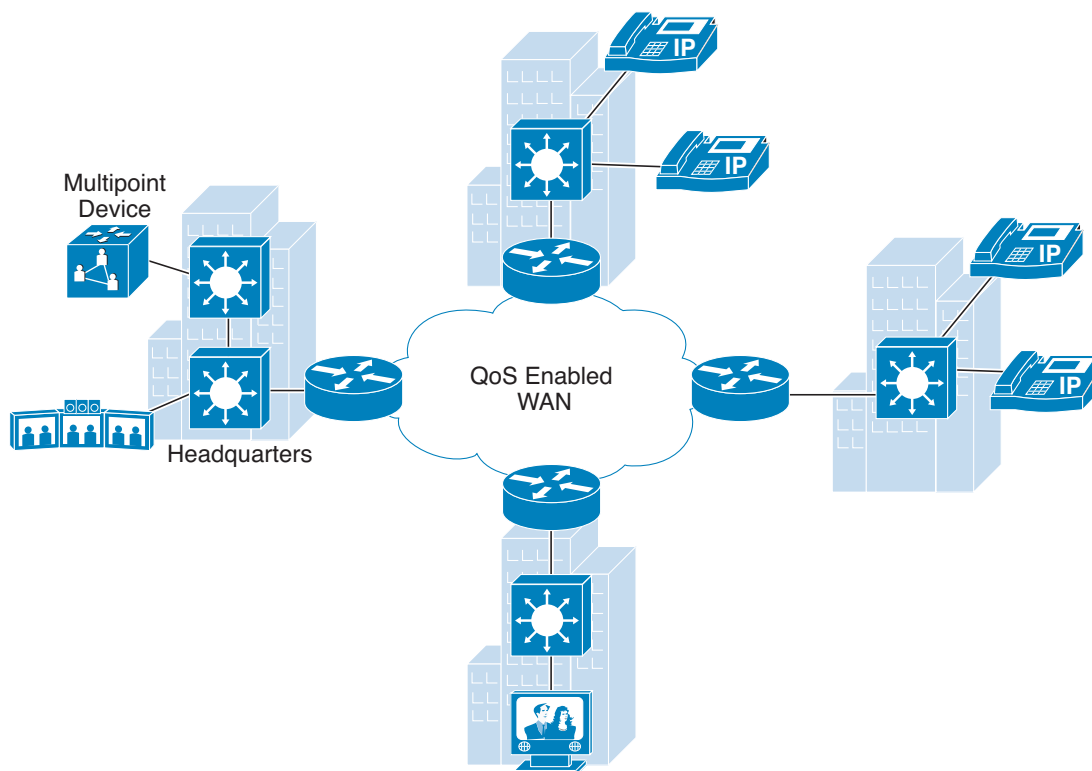 IP
IP
Multipoint
Device
IP
QoS Enabled
WAN
IP
Headquarters